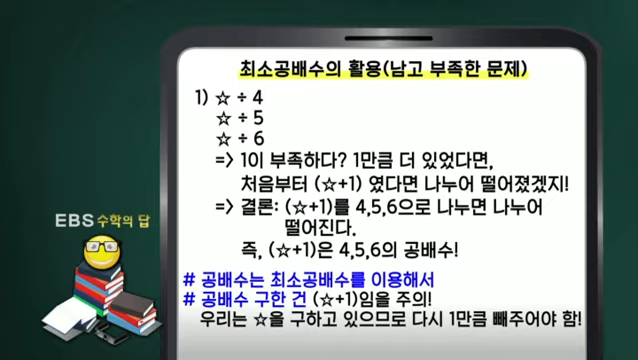 최소공배수의 활용(남고 부족한 문제)
1) ☆ ÷ 4
☆ ÷ 5
☆ ÷ 6
=> 1이 부족하다? 1만큼 더 있었다면,
처음부터 (☆+1) 였다면 나누어 떨어졌겠지!
=> 결론: (☆+1)를 4,5,6으로 나누면 나누어
떨어진다.
즉, (☆+1)은 4,5,6의 공배수!
# 공배수는 최소공배수를 이용해서
# 공배수 구한 건 (☆+1)임을 주의!
우리는 ☆을 구하고 있으므로 다시 1만큼 빼주어야 함!
EBS 수학의 답